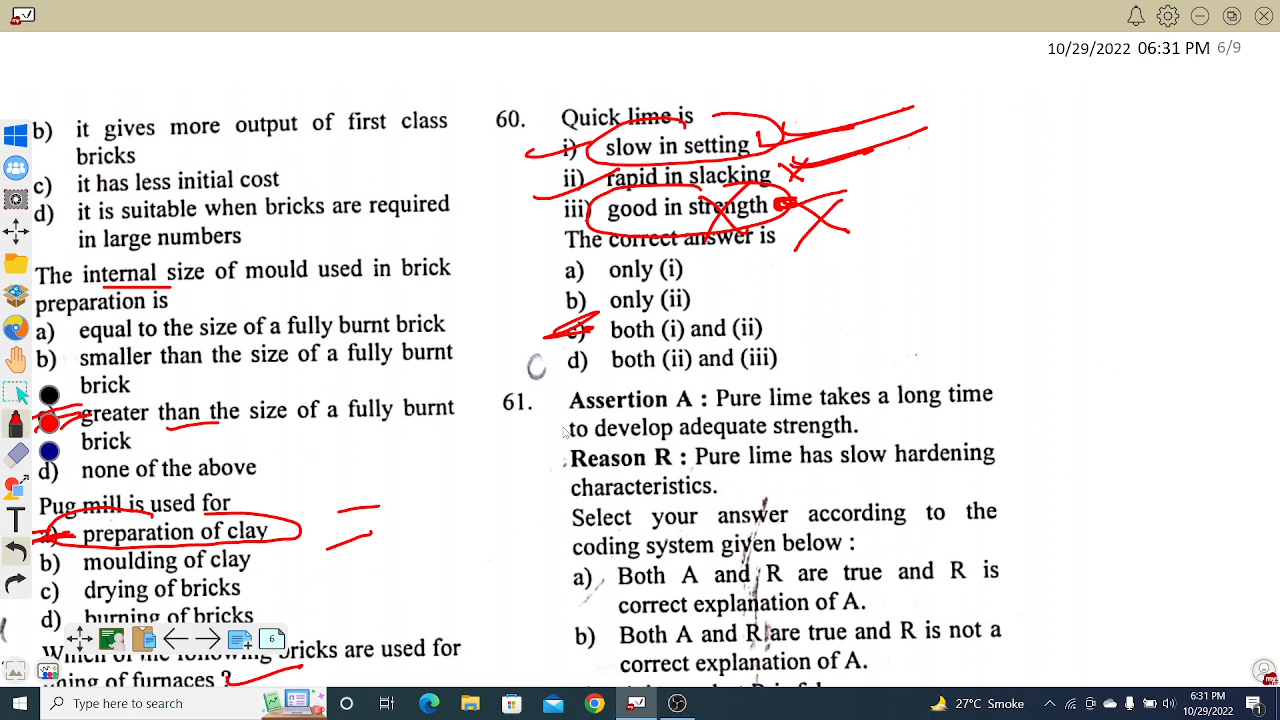 10/29/2022 06:31 PM 6/9
b) it gives more output of first class
bricks
c) it has less initial cost
d) it is suitable when bricks are required
in large numbers
The internal size of mould used in brick
preparation is
a) equal to the size of a fully burnt brick
b) smaller than the size of a fully burnt
brick
greater than the size of a fully burnt
brick
d) none of the above
Pug mill is used for
a) preparation of clay
b) moulding of clay
c) drying of bricks
d) burning of bricks
Which of the following bricks are used for
lining of furnaces ?
60. Quick lime is
i) slow in setting
ii) rapid in slacking
iii) good in strength
The correct answer is
a) only (i)
b) only (ii)
c) both (i) and (ii)
d) both (ii) and (iii)
C
61. Assertion A : Pure lime takes a long time
to develop adequate strength.
Reason R : Pure lime has slow hardening
characteristics.
Select your answer according to the
coding system given below :
a) Both A and R are true and R is
correct explanation of A.
b) Both A and R are true and R is not a
correct explanation of A.
T
6
Type here to search
27°C Smoke
6:31 PM
10/29/2022